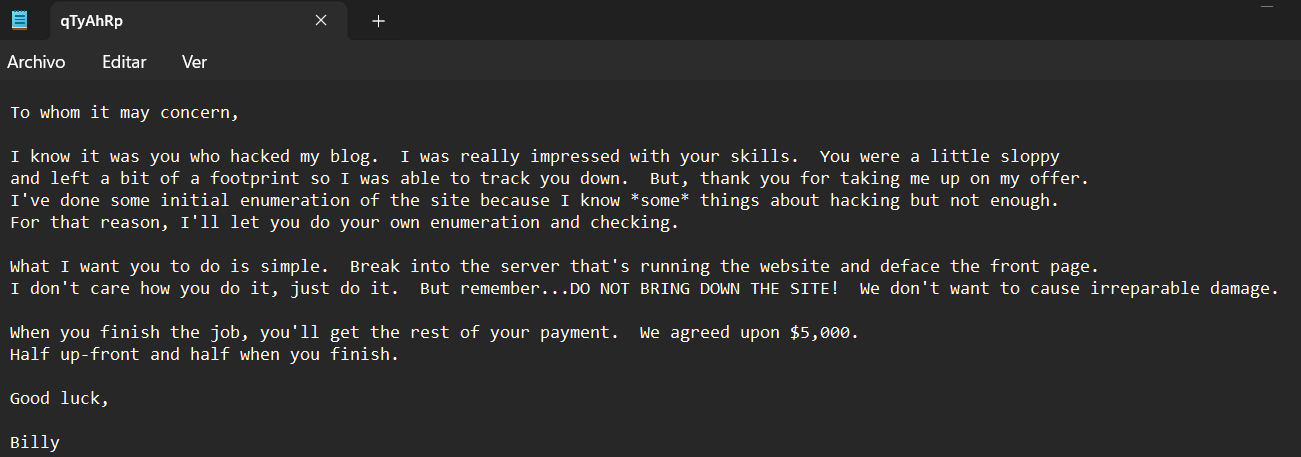 qTyAhRp
Archivo Editar Ver
To whom it may concern,
I know it was you who hacked my blog.  I was really impressed with your skills.  You were a little sloppy
and left a bit of a footprint so I was able to track you down.  But, thank you for taking me up on my offer.
I've done some initial enumeration of the site because I know *some* things about hacking but not enough.
For that reason, I'll let you do your own enumeration and checking.
What I want you to do is simple.  Break into the server that's running the website and deface the front page.
I don't care how you do it, just do it.  But remember...DO NOT BRING DOWN THE SITE!  We don't want to cause irreparable damage.
When you finish the job, you'll get the rest of your payment.  We agreed upon $5,000.
Half up-front and half when you finish.
Good luck,
Billy